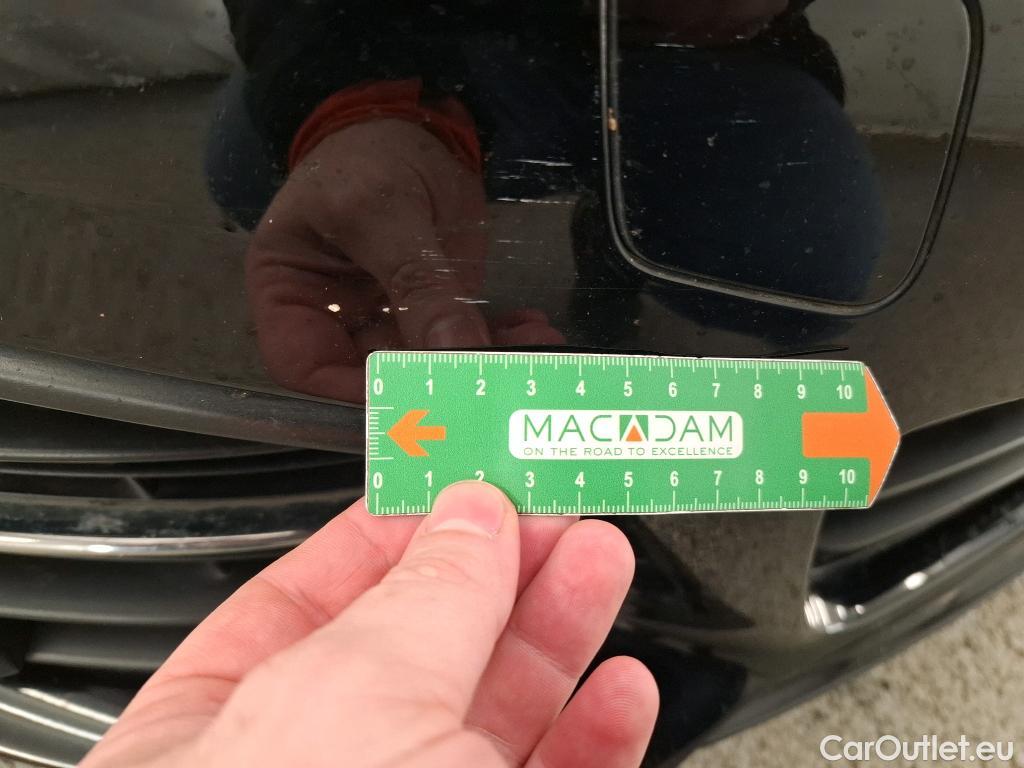 0 1 2 3 4 5 6 7 8 9 10
MACADAM
ON THE ROAD TO EXCELLENCE
0 1 2 3 4 5 6 7 8 9 10
CarOutlet.eu